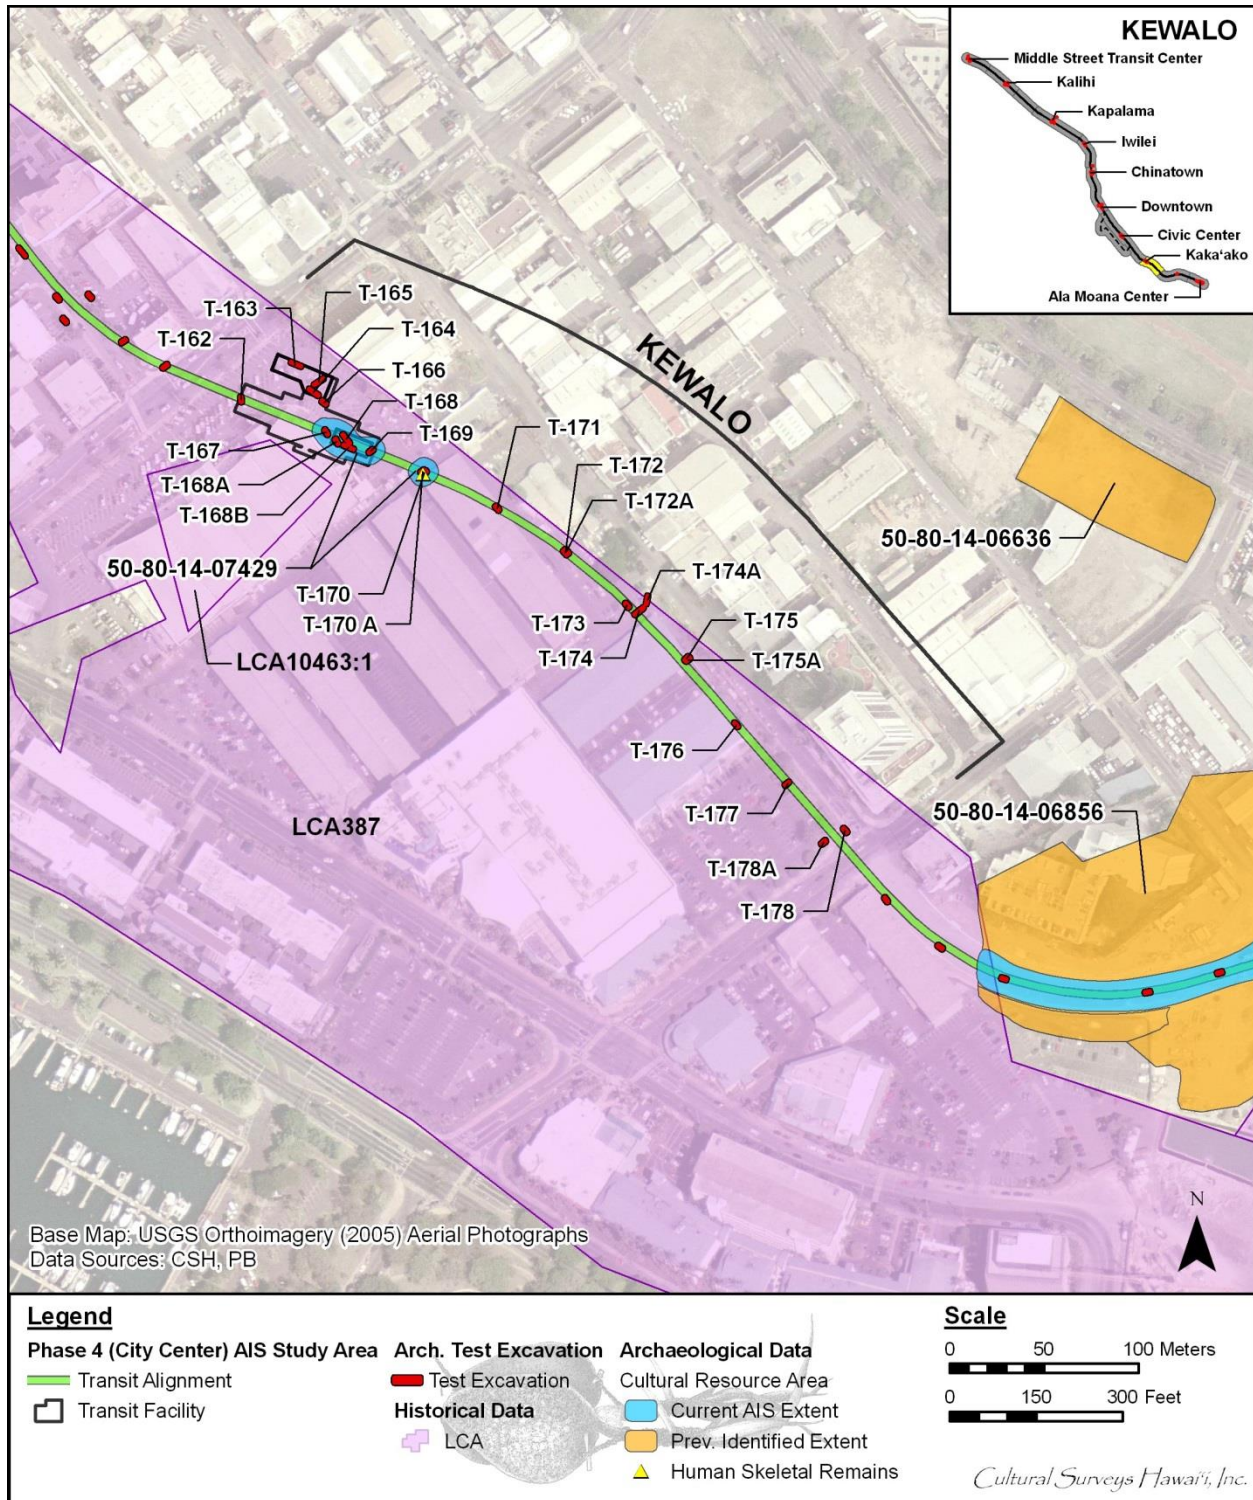 KEWALO
Middle Street Transit Center
Kalihi
Kapalama
Iwilei
Chinatown
Downtown
Civic Center
Kaka‘ako
Ala Moana Center
KEWALO
T-165
T-163
T-164
T-162
T-166
T-168
T-169
T-167
T-168A
T-168B
T-171
T-172
T-172A
50-80-14-07429
T-170
T-170 A
LCA10463:1
T-174A
T-173
T-174
T-175
T-175A
50-80-14-06636
T-176
T-177
T-178A
T-178
50-80-14-06856
LCA387
Base Map: USGS Orthoimagery (2005) Aerial Photographs
Data Sources: CSH, PB
N
Legend
Phase 4 (City Center) AIS Study Area
Transit Alignment
Transit Facility
Arch. Test Excavation
Test Excavation
Historical Data
LCA
Archaeological Data
Cultural Resource Area
Current AIS Extent
Prev. Identified Extent
Human Skeletal Remains
Scale
0 50 100 Meters
0 150 300 Feet
Cultural Surveys Hawai‘i, Inc.